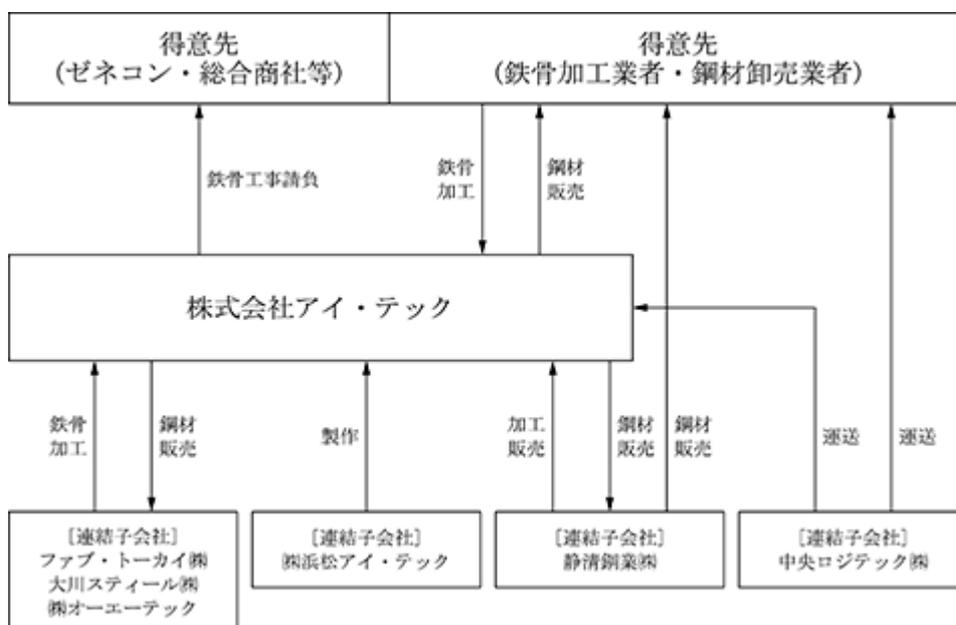 得意先
(ゼネコン・総合商社等)
得意先
(鉄骨加工業者・鋼材卸売業者)
鉄骨工事請負
鉄骨
加工
鋼材
販売
株式会社アイ・テック
鉄骨
加工
鋼材
販売
製作
加工
販売
鋼材
販売
鋼材
販売
運送
運送
[連結子会社]
ファブ・トーカイ㈱
大川スティール㈱
㈱オーエーテック
[連結子会社]
㈱浜松アイ・テック
[連結子会社]
静清鋼業㈱
[連結子会社]
中央ロジテック㈱